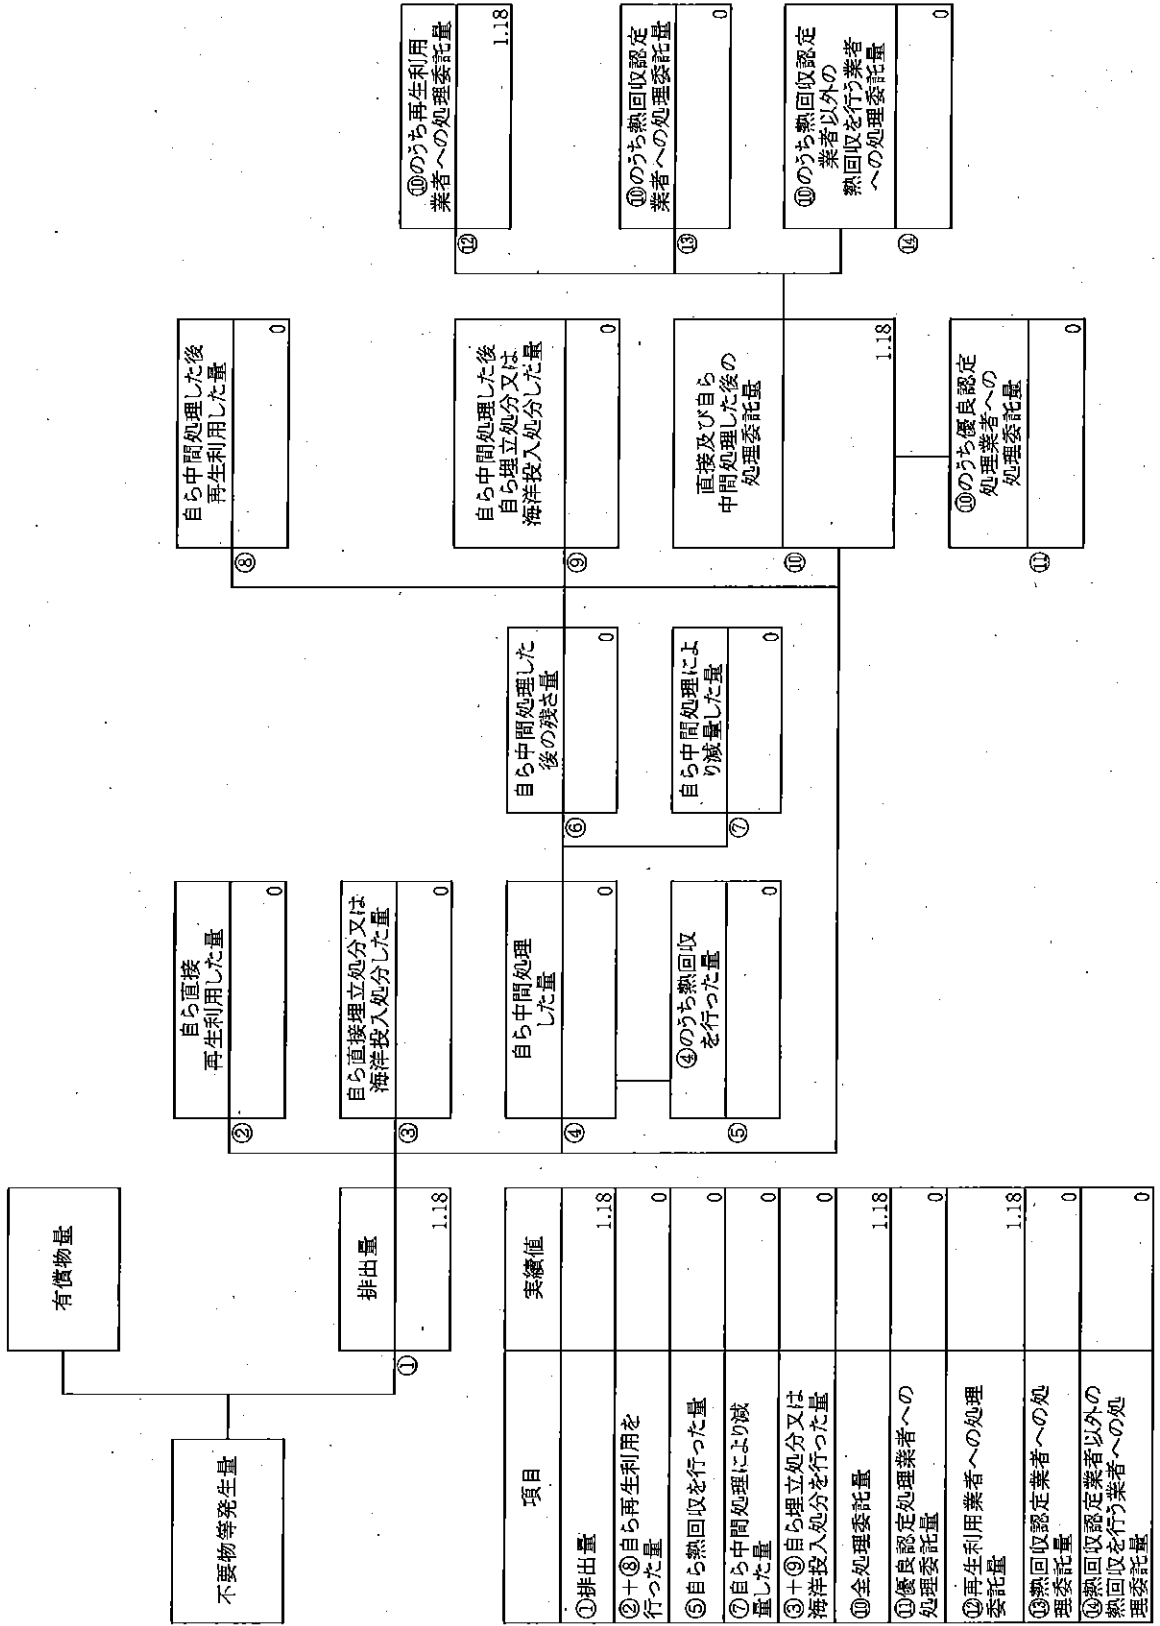 不要物等発生量
有償物量
①
排出量
1.18
②
自ら直接
再生利用した量
0
③
自ら直接埋立処分又は
海洋投入処分した量
0
④
自ら中間処理
した量
0
⑤
④のうち熱回収
を行った量
0
⑥
自ら中間処理した
後の残さ量
0
⑦
自ら中間処理によ
り減量した量
0
⑧
自ら中間処理した後
再生利用した量
0
⑨
自ら中間処理した後
自ら埋立処分又は
海洋投入処分した量
0
⑩
直接及び自ら
中間処理した後の
処理委託量
1.18
⑪
⑩のうち優良認定
処理業者への
処理委託量
0
⑫
⑩のうち再生利用
業者への処理委託量
1.18
⑬
⑩のうち熱回収認定
業者への処理委託量
0
⑭
⑩のうち熱回収認定
業者以外の
熱回収を行う業者
への処理委託量
0
項目 実績値
①排出量 1.18
②+⑧自ら再生利用を
行った量 0
⑤自ら熱回収を行った量 0
⑦自ら中間処理により減
量した量 0
③+⑨自ら埋立処分又は
海洋投入処分を行った量 0
⑩全処理委託量 1.18
⑪優良認定処理業者への
処理委託量 0
⑫再生利用業者への処理
委託量 1.18
⑬熱回収認定業者への処
理委託量 0
⑭熱回収認定業者以外の
熱回収を行う業者への処
理委託量 0